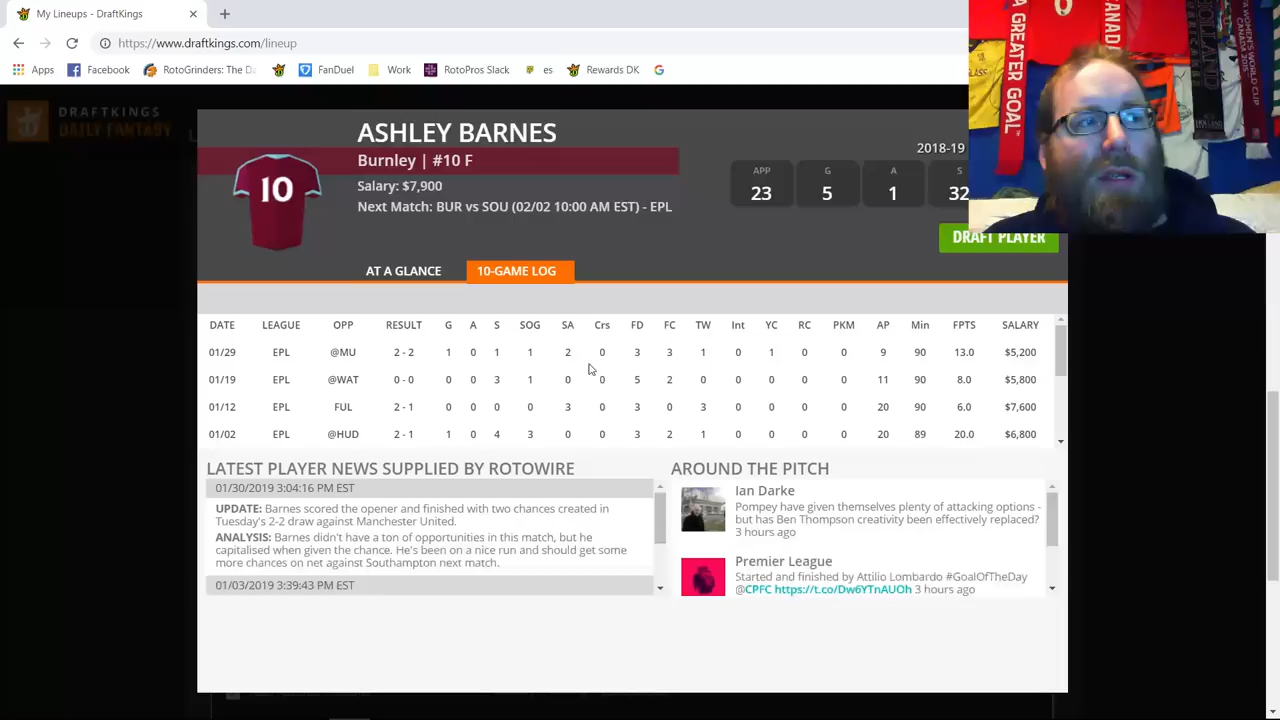 My Lineups - DraftKings
https://www.draftkings.com/lineup
Apps Facebook RotoGrinders: The Da FanDuel Work RotoPros Slack es Rewards DK
DRAFTKINGS
DAILY FANTASY
A GREATER GOAL
CANADA
ASHLEY BARNES
Burnley | #10 F
Salary: $7,900
Next Match: BUR vs SOU (02/02 10:00 AM EST) - EPL
10
2018-19
APP G A S
23 5 1 32
DRAFT PLAYER
AT A GLANCE 10-GAME LOG
DATE LEAGUE OPP RESULT G A S SOG SA Crs FD FC TW Int YC RC PKM AP Min FPTS SALARY
01/29 EPL @MU 2 - 2 1 0 1 1 2 0 3 3 1 0 1 0 0 9 90 13.0 $5,200
01/19 EPL @WAT 0 - 0 0 0 3 1 0 0 5 2 0 0 0 0 0 11 90 8.0 $5,800
01/12 EPL FUL 2 - 1 0 0 0 0 3 0 3 0 3 0 0 0 0 20 90 6.0 $7,600
01/02 EPL @HUD 2 - 1 1 0 4 3 0 0 3 2 1 0 0 0 0 20 89 20.0 $6,800
LATEST PLAYER NEWS SUPPLIED BY ROTOWIRE
01/30/2019 3:04:16 PM EST
UPDATE: Barnes scored the opener and finished with two chances created in
Tuesday's 2-2 draw against Manchester United.
ANALYSIS: Barnes didn't have a ton of opportunities in this match, but he
capitalised when given the chance. He's been on a nice run and should get some
more chances on net against Southampton next match.
01/03/2019 3:39:43 PM EST
AROUND THE PITCH
Ian Darke
Pompey have given themselves plenty of attacking options -
but has Ben Thompson creativity been effectively replaced?
3 hours ago
Premier League
Started and finished by Attilio Lombardo #GoalOfTheDay
@CPFC https://t.co/Dw6YTnAUOh 3 hours ago